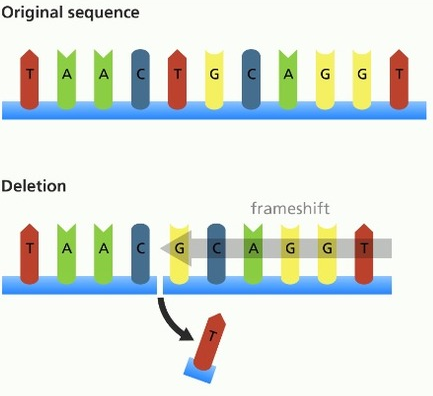 Original sequence
T A A C T G C A G G T
Deletion
frameshift
T A A C G C A G G T
T